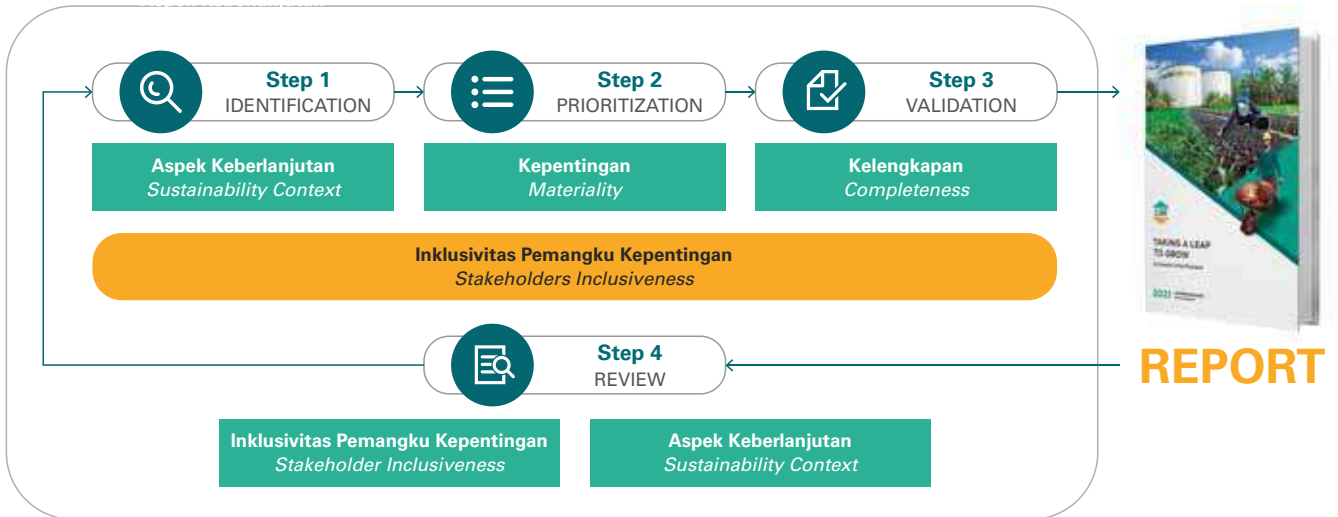 Step 1
IDENTIFICATION
Step 2
PRIORITIZATION
Step 3
VALIDATION
Aspek Keberlanjutan
Sustainability Context
Kepentingan
Materiality
Kelengkapan
Completeness
Inklusivitas Pemangku Kepentingan
Stakeholders Inclusiveness
TAKING A LEAP
TO GROW
2021
Step 4
REVIEW
REPORT
Inklusivitas Pemangku Kepentingan
Stakeholder Inclusiveness
Aspek Keberlanjutan
Sustainability Context